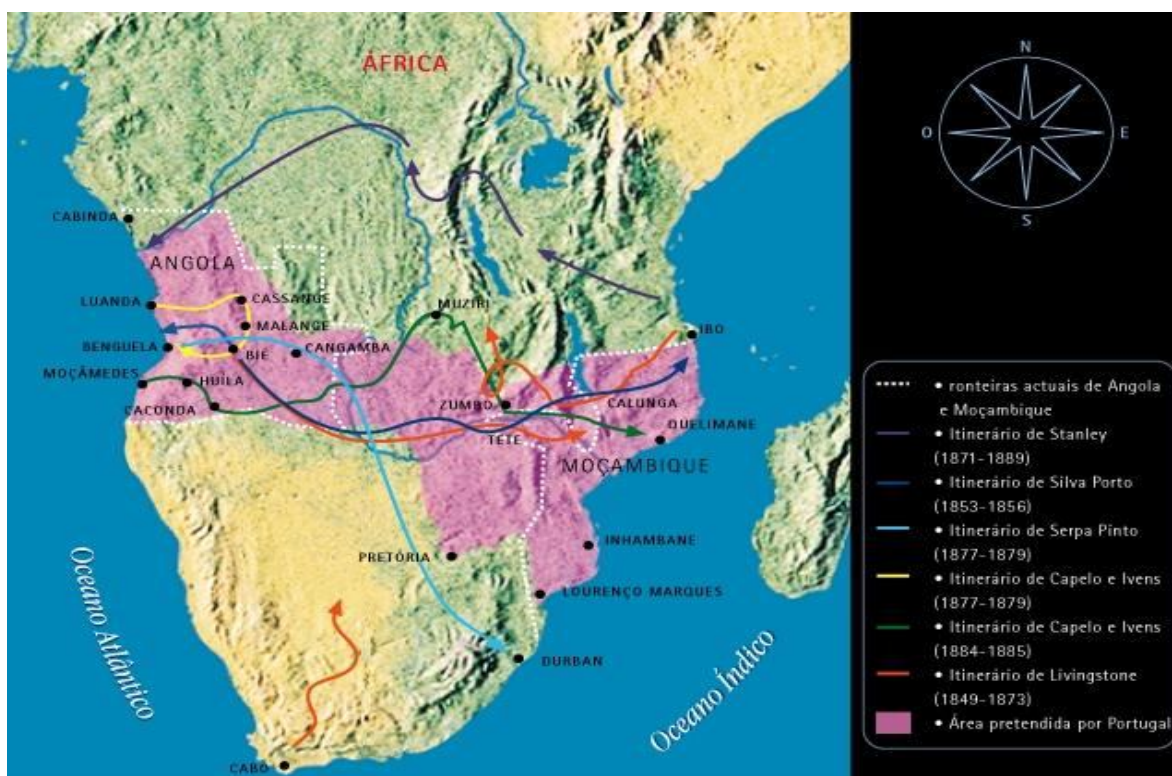 ÁFRICA
CABINDA
ANGOLA
LUANDA
CASSANGE
MALANGE
MUZIRI
IBO
BENGUELA
BIÉ
CANGAMBA
MOÇÂMEDES
HUILA
CACONDA
ZUMBO
CALUNGA
TETE
QUELIMANE
MOÇAMBIQUE
PRETÓRIA
INHAMBANE
LOURENÇO MARQUES
DURBAN
CABO
Oceano Atlântico
Oceano Índico
N
O
E
S
• ronteiras actuais de Angola
e Moçambique
• Itinerário de Stanley
(1871-1889)
• Itinerário de Silva Porto
(1853-1856)
• Itinerário de Serpa Pinto
(1877-1879)
• Itinerário de Capelo e Ivens
(1877-1879)
• Itinerário de Capelo e Ivens
(1884-1885)
• Itinerário de Livingstone
(1849-1873)
• Área pretendida por Portugal